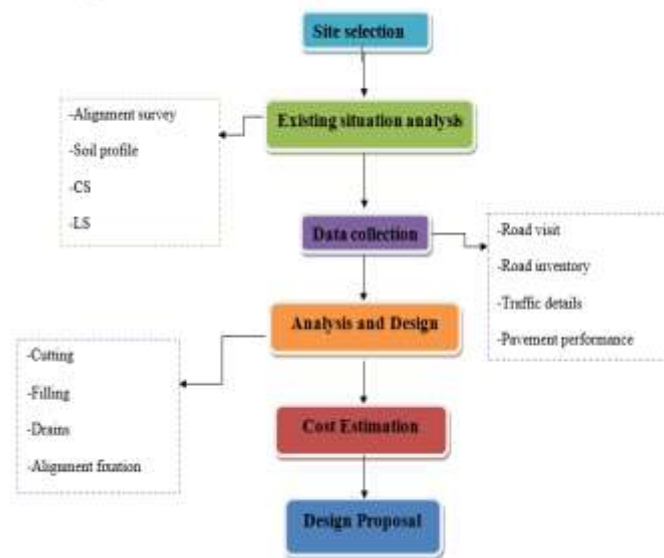 Site selection
Existing situation analysis
-Alignment survey
-Soil profile
-CS
-LS
Data collection
-Road visit
-Road inventory
-Traffic details
-Pavement performance
Analysis and Design
-Cutting
-Filling
-Drams
-Alignment fixation
Cost Estimation
Design Proposal